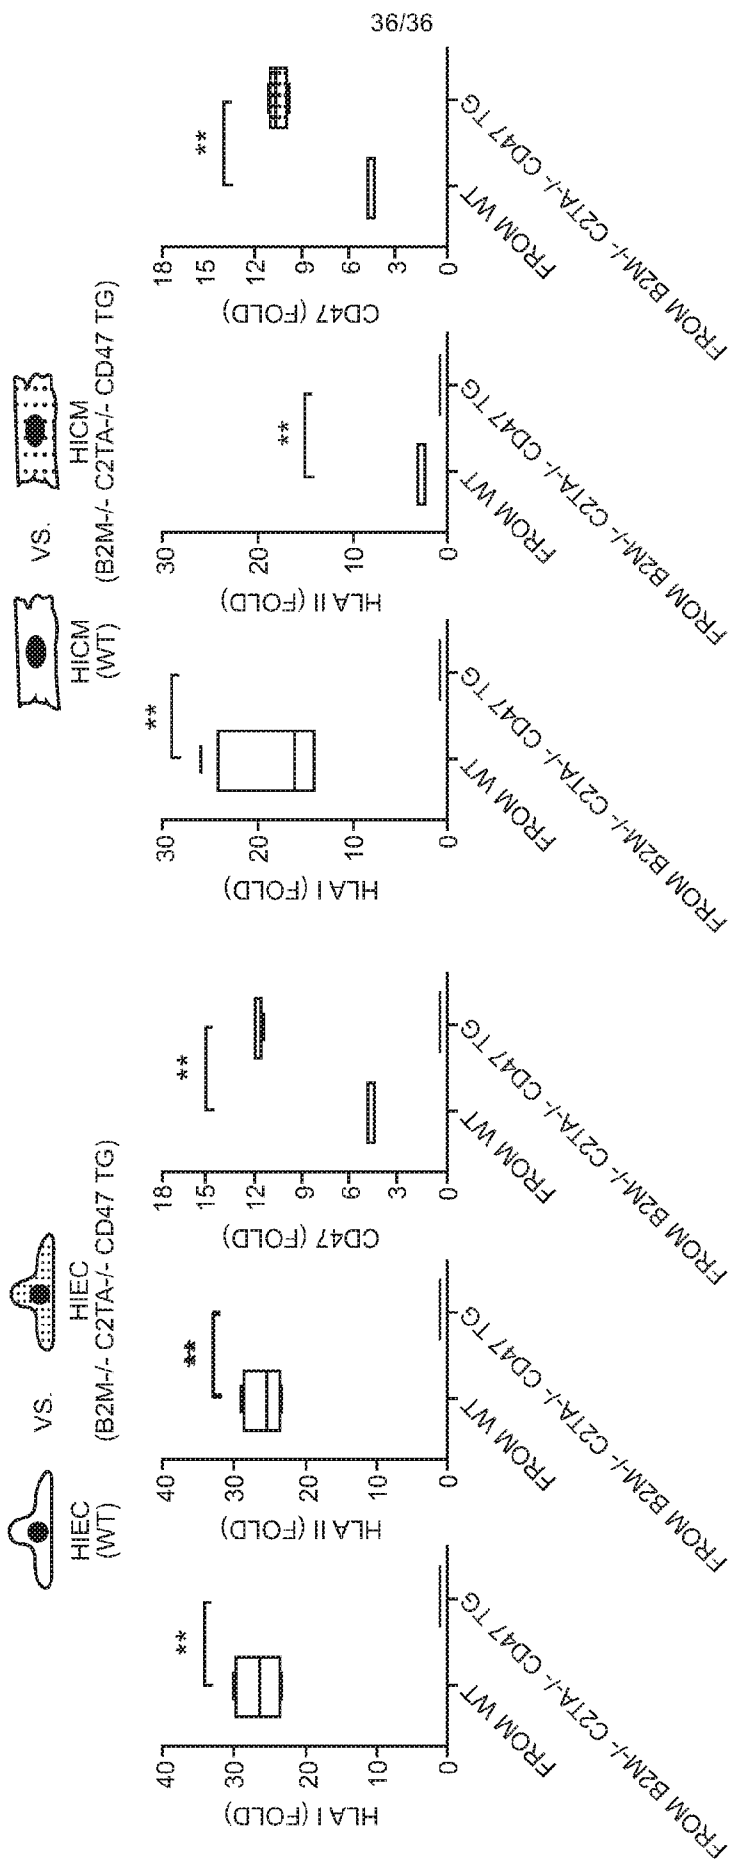 36/36
HIEC
(WT)
VS.
HIEC
(B2M-/- C2TA-/- CD47 TG)
HLA I (FOLD)
40
30
20
10
0
**
FROM WT
FROM B2M-/- C2TA-/- CD47 TG
HLA II (FOLD)
40
30
20
10
0
**
FROM WT
FROM B2M-/- C2TA-/- CD47 TG
CD47 (FOLD)
18
15
12
9
6
3
0
**
FROM WT
FROM B2M-/- C2TA-/- CD47 TG
HICM
(WT)
VS.
HICM
(B2M-/- C2TA-/- CD47 TG)
HLA I (FOLD)
30
20
10
0
**
FROM WT
FROM B2M-/- C2TA-/- CD47 TG
HLA II (FOLD)
30
20
10
0
**
FROM WT
FROM B2M-/- C2TA-/- CD47 TG
CD47 (FOLD)
18
15
12
9
6
3
0
**
FROM WT
FROM B2M-/- C2TA-/- CD47 TG